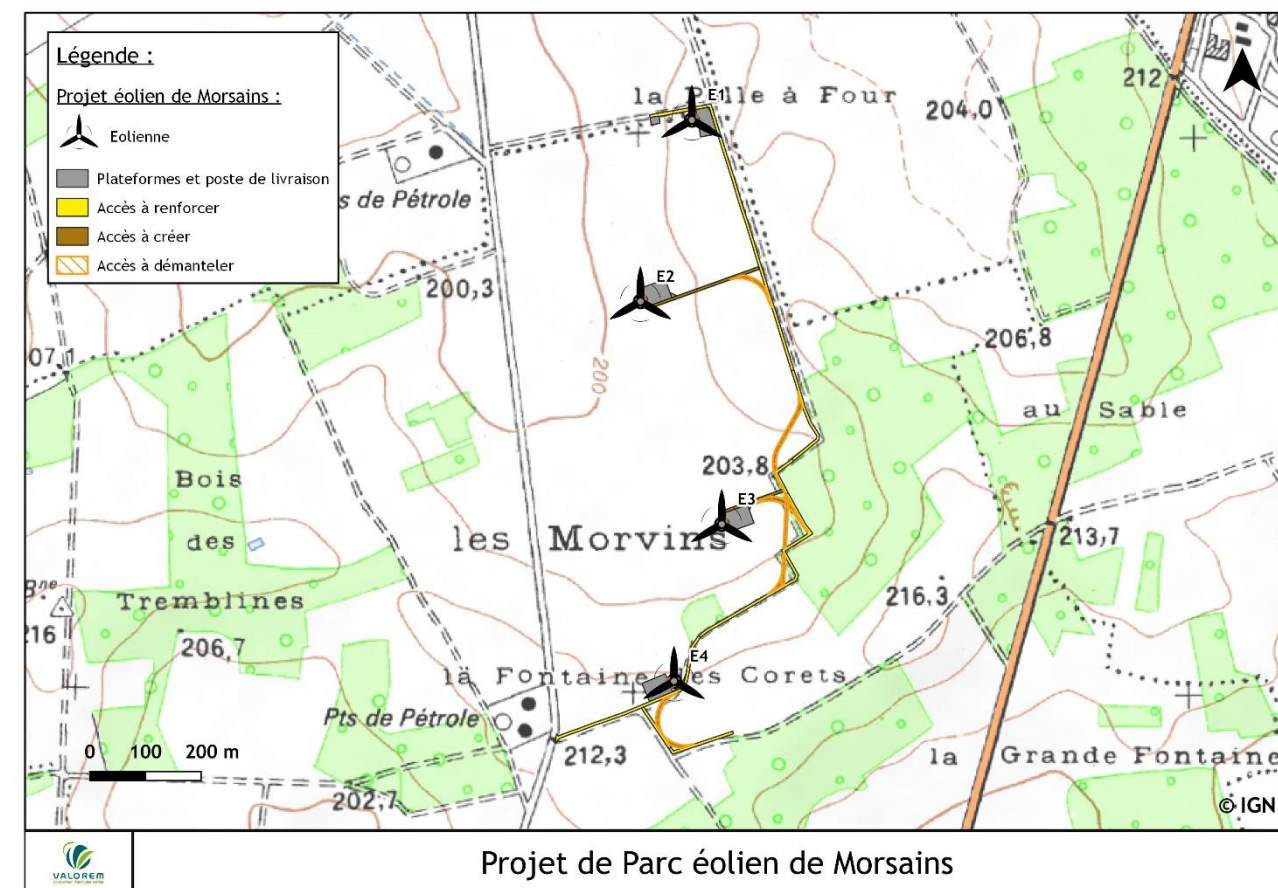 Légende :
Projet éolien de Morsains :
Eolienne
Plateformes et poste de livraison
Accès à renforcer
Accès à créer
Accès à démanteler
212
E1
204,0
s de Pétrole
E2
200,3
200
206,8
07,1
au Sable
203,8
Bois
E3
les Morvins
213,7
des
Bne
216,3
Tremblines
216
206,7
E4
la Fontaine des Corets
Pts de Pétrole
0 100 200 m
212,3
la Grande Fontaine
202,7
© IGN
VALOREM
Projet de Parc éolien de Morsains